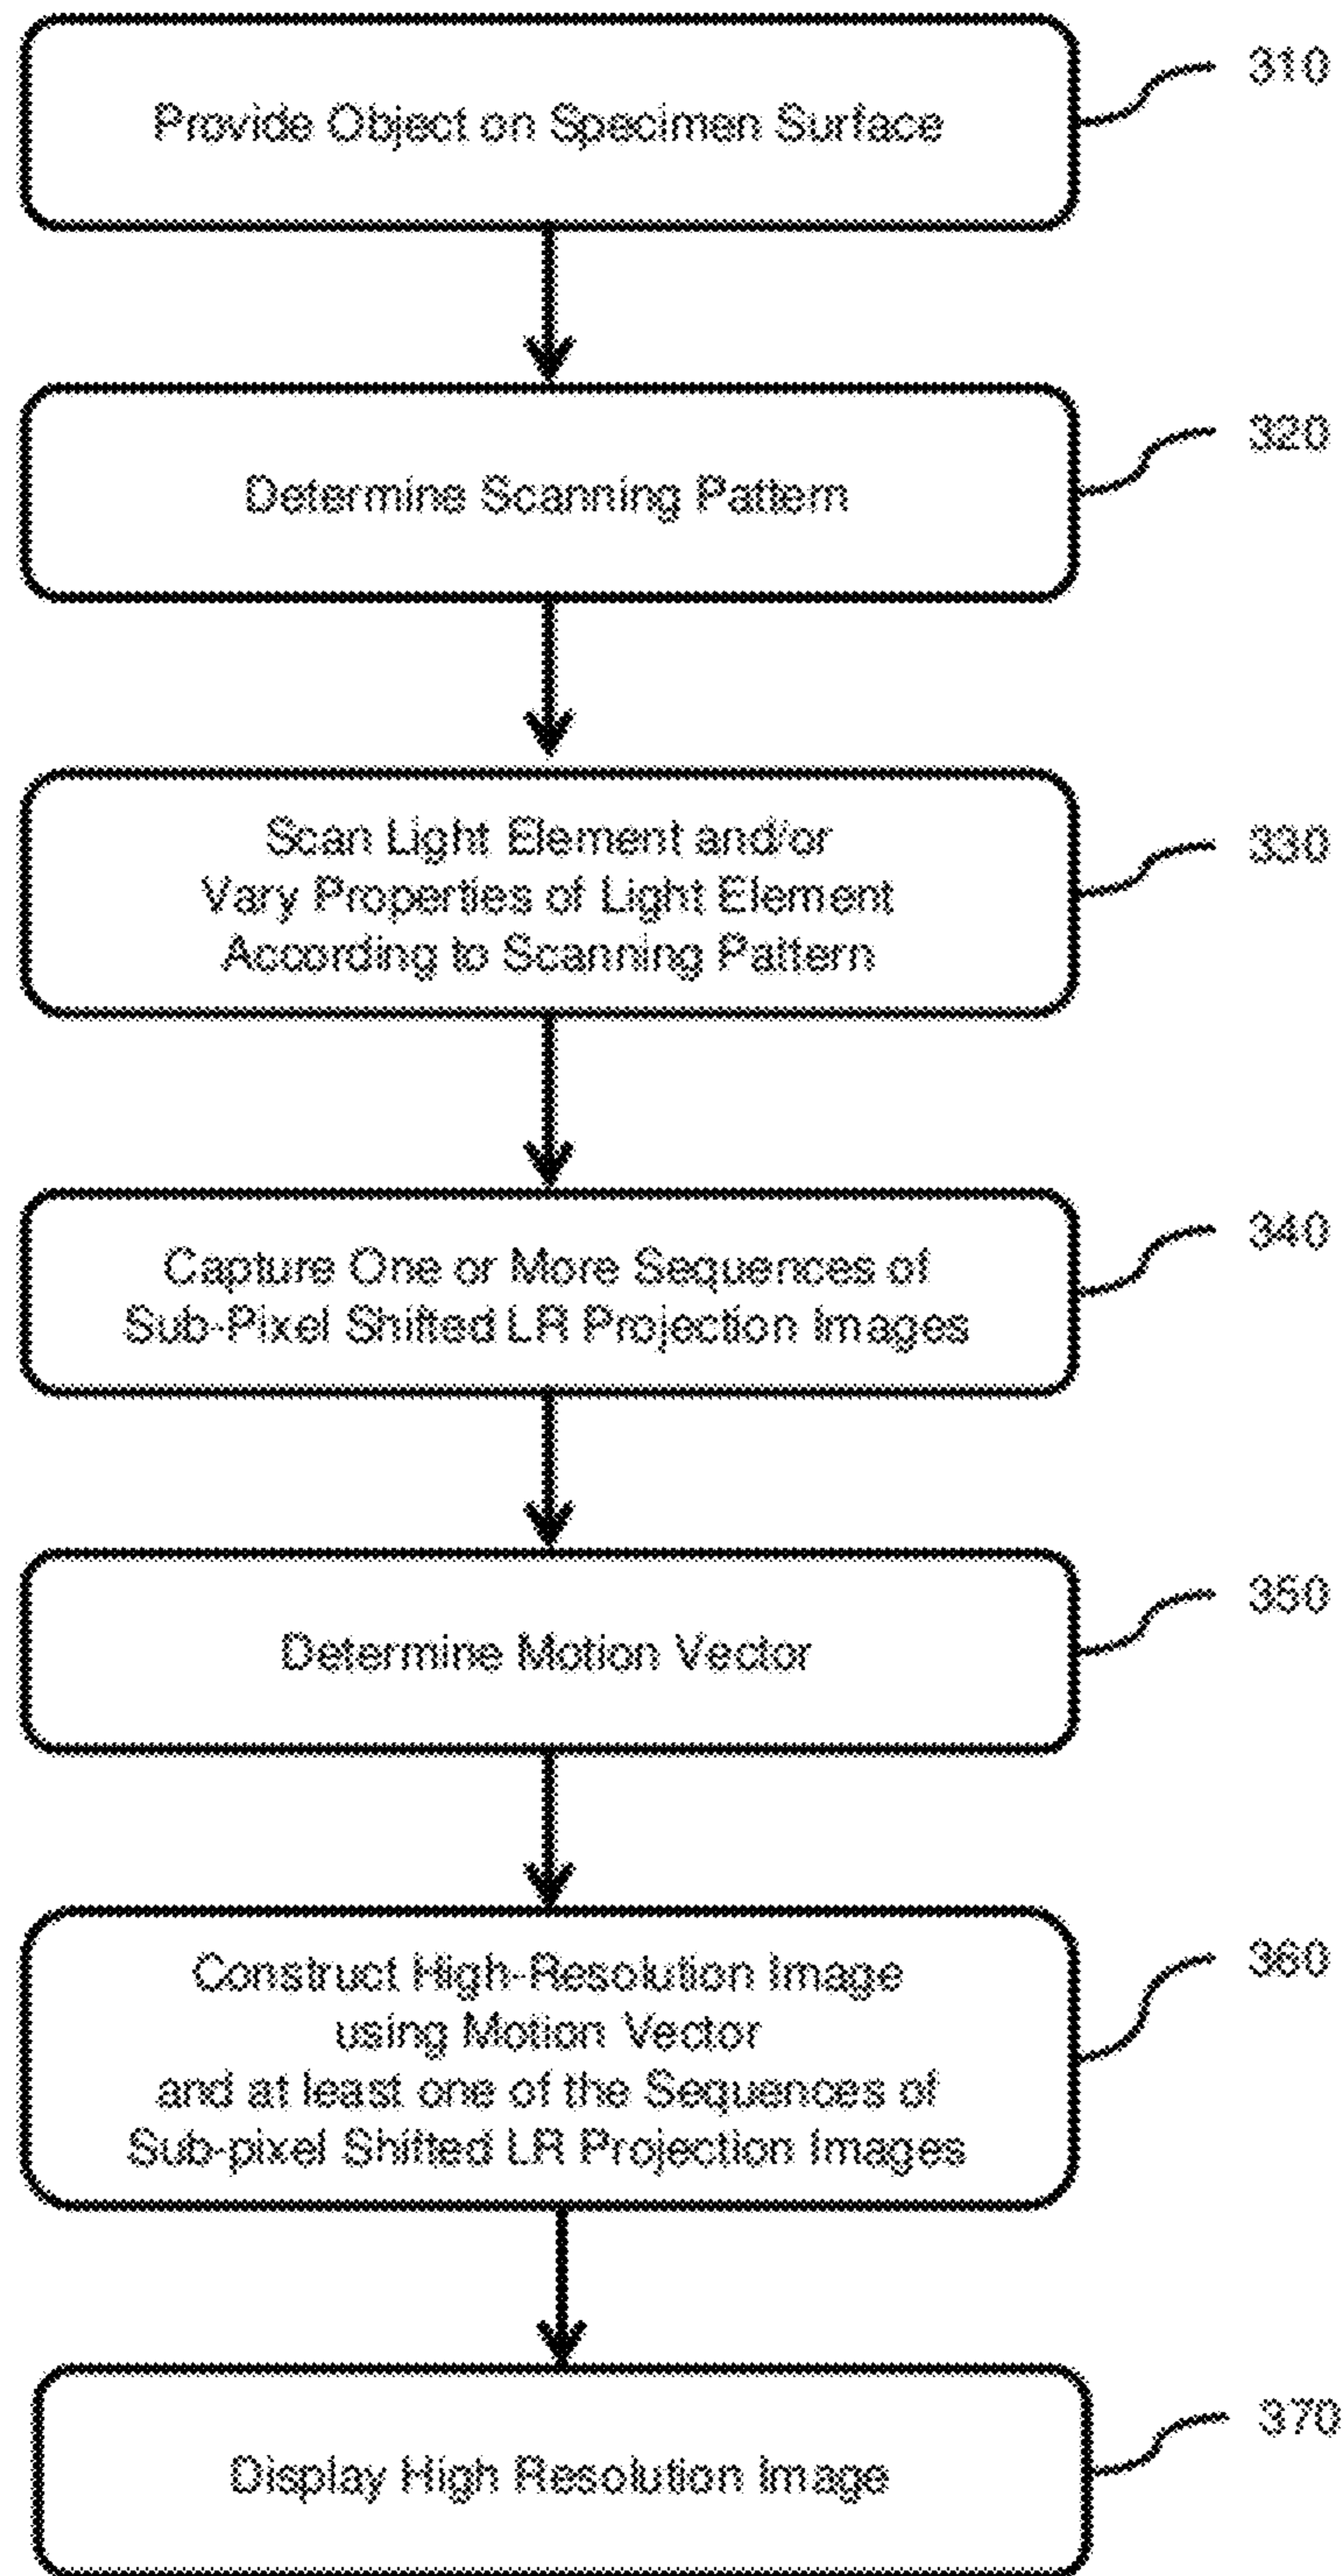 Provide Object on Specimen Surface
310
Determine Scanning Pattern
320
Scan Light Element and/or
Vary Properties of Light Element
According to Scanning Pattern
330
Capture One or More Sequences of
Sub-Pixel Shifted LR Projection Images
340
Determine Motion Vector
350
Construct High-Resolution Image
using Motion Vector
and at least one of the Sequences of
Sub-pixel Shifted LR Projection Images
360
Display High Resolution Image
370